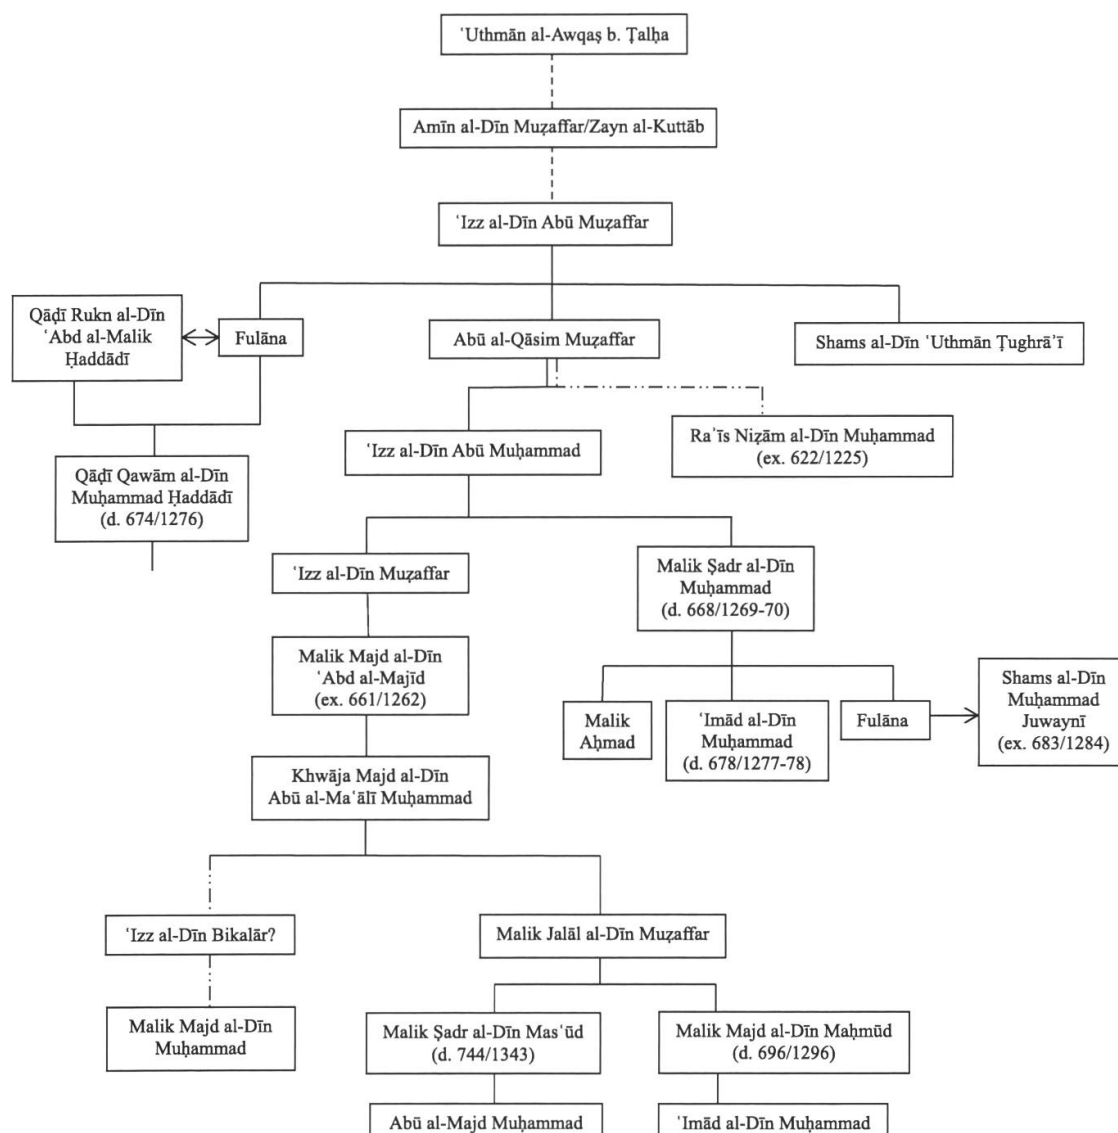 ʿUthmān al-Awqaṣ b. Ṭalḥa
Amīn al-Dīn Muẓaffar/Zayn al-Kuttāb
ʿIzz al-Dīn Abū Muẓaffar
Qāḍī Rukn al-Dīn
ʿAbd al-Malik
Ḥaddādī
Fulāna
Abū al-Qāsim Muẓaffar
Shams al-Dīn ʿUthmān Ṭughrāʾī
ʿIzz al-Dīn Abū Muḥammad
Raʾīs Niẓām al-Dīn Muḥammad
(ex. 622/1225)
Qāḍī Qawām al-Dīn
Muḥammad Ḥaddādī
(d. 674/1276)
ʿIzz al-Dīn Muẓaffar
Malik Ṣadr al-Dīn
Muḥammad
(d. 668/1269-70)
Malik Majd al-Dīn
ʿAbd al-Majīd
(ex. 661/1262)
Malik
Aḥmad
ʿImād al-Dīn
Muḥammad
(d. 678/1277-78)
Fulāna
Shams al-Dīn
Muḥammad
Juwaynī
(ex. 683/1284)
Khwāja Majd al-Dīn
Abū al-Maʿālī Muḥammad
ʿIzz al-Dīn Bikalār?
Malik Jalāl al-Dīn Muẓaffar
Malik Majd al-Dīn
Muḥammad
Malik Ṣadr al-Dīn Masʿūd
(d. 744/1343)
Malik Majd al-Dīn Maḥmūd
(d. 696/1296)
Abū al-Majd Muḥammad
ʿImād al-Dīn Muḥammad